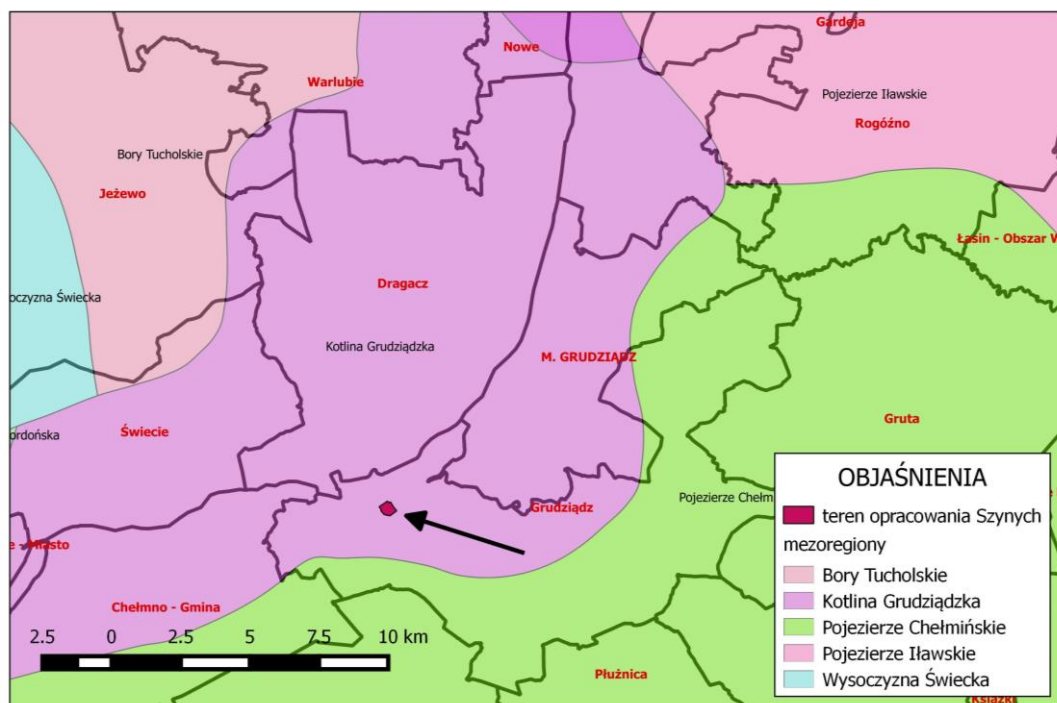 Gardeja
Nowe
Warlubie
Pojezierze Iławskie
Rogóźno
Bory Tucholskie
Jeżewo
Łasin - Obszar W
oczyzna Świecka
Dragacz
Kotlina Grudziądzka
M. GRUDZIĄDZ
Gruta
Świecie
ordońska
Pojezierze Chełm
Grudziądz
e - Miasto
Chełmno - Gmina
Płużnica
Książki
2.5 0 2.5 5 7.5 10 km
OBJAŚNIENIA
teren opracowania Szynych
mezoregiony
Bory Tucholskie
Kotlina Grudziądzka
Pojezierze Chełmińskie
Pojezierze Iławskie
Wysoczyzna Świecka